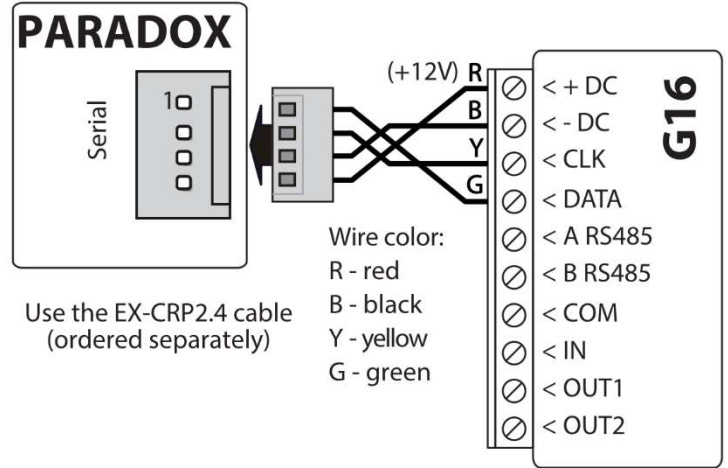 PARADOX
Serial
1
Use the EX-CRP2.4 cable
(ordered separately)
(+12V) R
B
Y
G
Wire color:
R - red
B - black
Y - yellow
G - green
< + DC
< - DC
< CLK
< DATA
< A RS485
< B RS485
< COM
< IN
< OUT1
< OUT2
G16